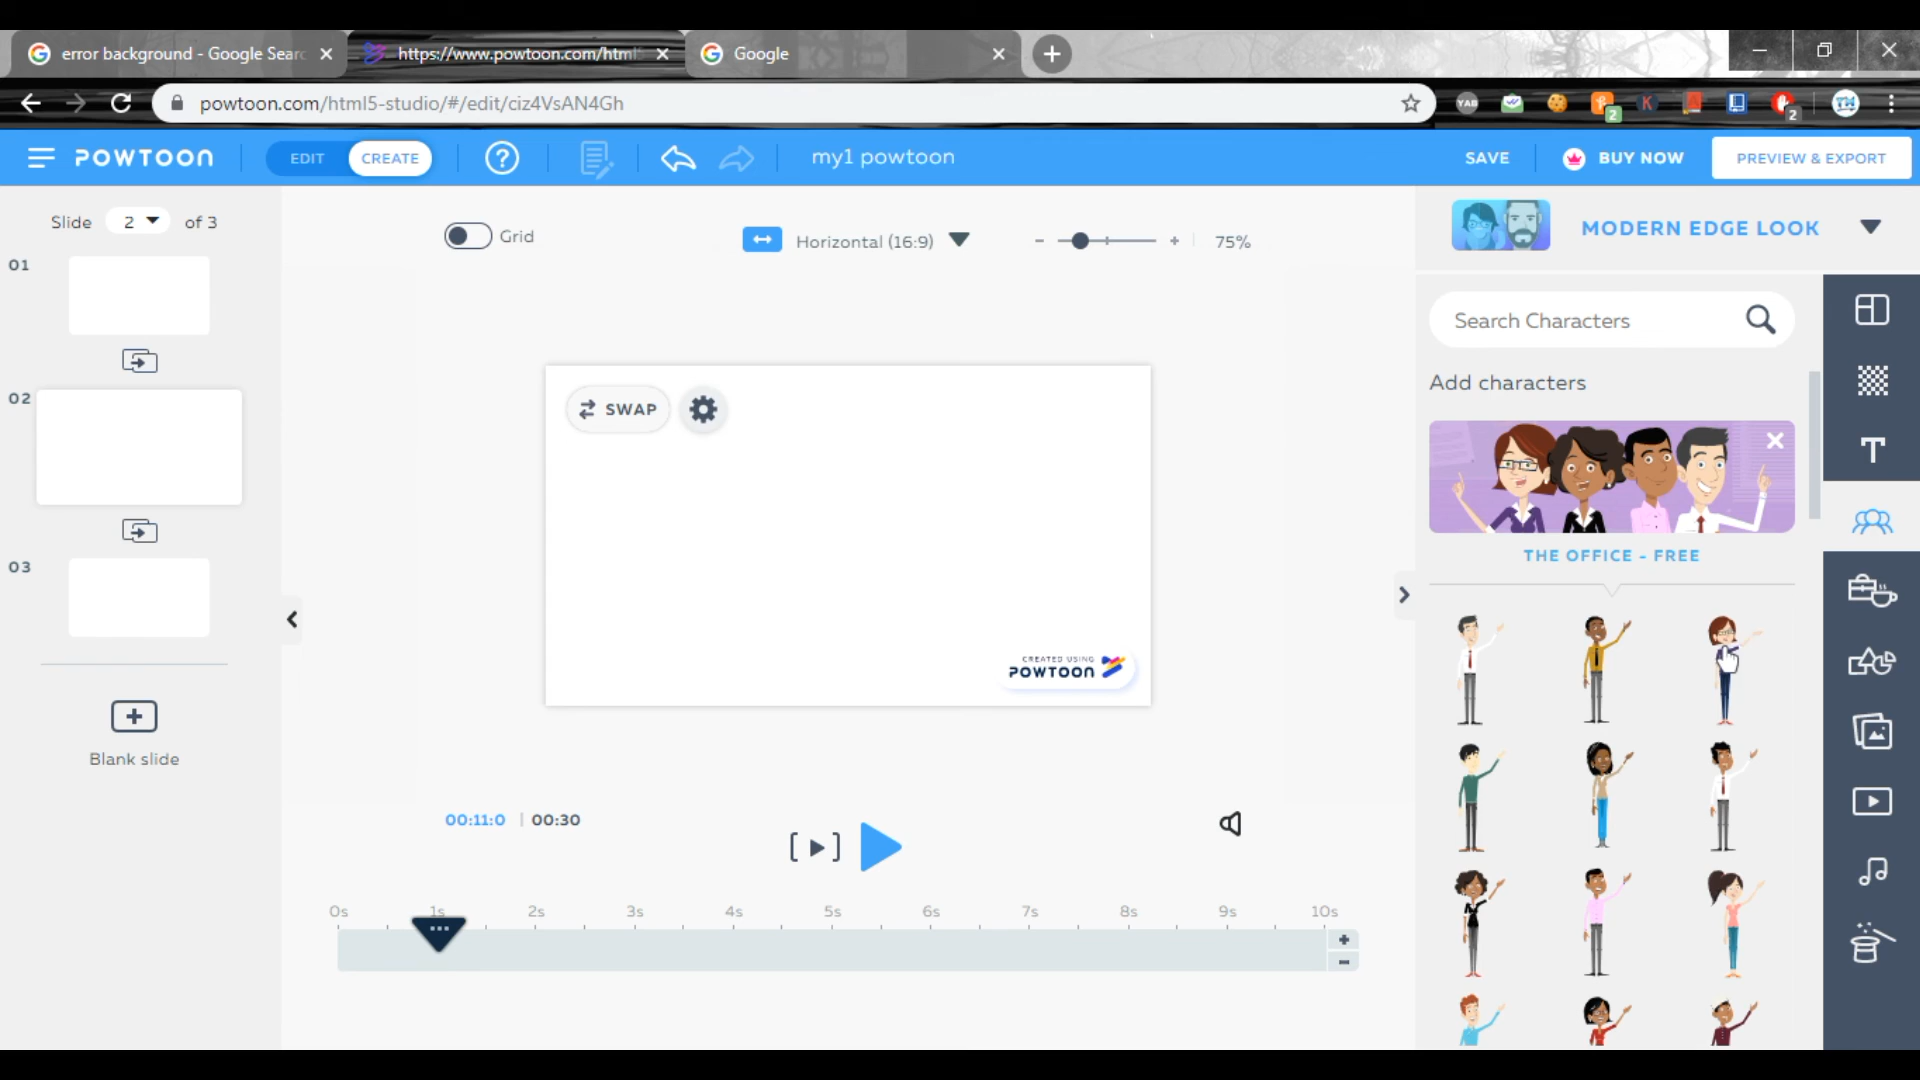 error background - Google Searc
https://www.powtoon.com/html
Google
powtoon.com/html5-studio/#/edit/ciz4VsAN4Gh
YAB
2
K
2
POWTOON
EDIT
CREATE
?
my1 powtoon
SAVE
BUY NOW
PREVIEW & EXPORT
Slide 2 of 3
Grid
Horizontal (16:9)
- + 75%
MODERN EDGE LOOK
01
02
03
Blank slide
SWAP
CREATED USING
POWTOON
Search Characters
Add characters
THE OFFICE - FREE
T
00:11:0 | 00:30
0s 1s 2s 3s 4s 5s 6s 7s 8s 9s 10s
+
-